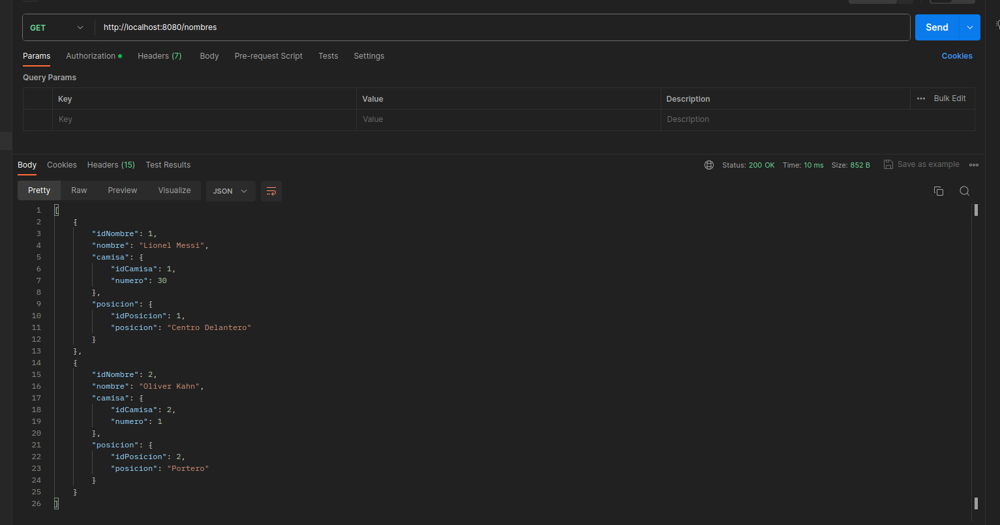 GET http://localhost:8080/nombres Send
Params Authorization Headers (7) Body Pre-request Script Tests Settings Cookies
Query Params
Key Value Description ••• Bulk Edit
Key Value Description
Body Cookies Headers (15) Test Results Status: 200 OK Time: 10 ms Size: 852 B Save as example
Pretty Raw Preview Visualize JSON
1 [
2 {
3 "idNombre": 1,
4 "nombre": "Lionel Messi",
5 "camisa": {
6 "idCamisa": 1,
7 "numero": 30
8 },
9 "posicion": {
10 "idPosicion": 1,
11 "posicion": "Centro Delantero"
12 }
13 },
14 {
15 "idNombre": 2,
16 "nombre": "Oliver Kahn",
17 "camisa": {
18 "idCamisa": 2,
19 "numero": 1
20 },
21 "posicion": {
22 "idPosicion": 2,
23 "posicion": "Portero"
24 }
25 }
26 ]